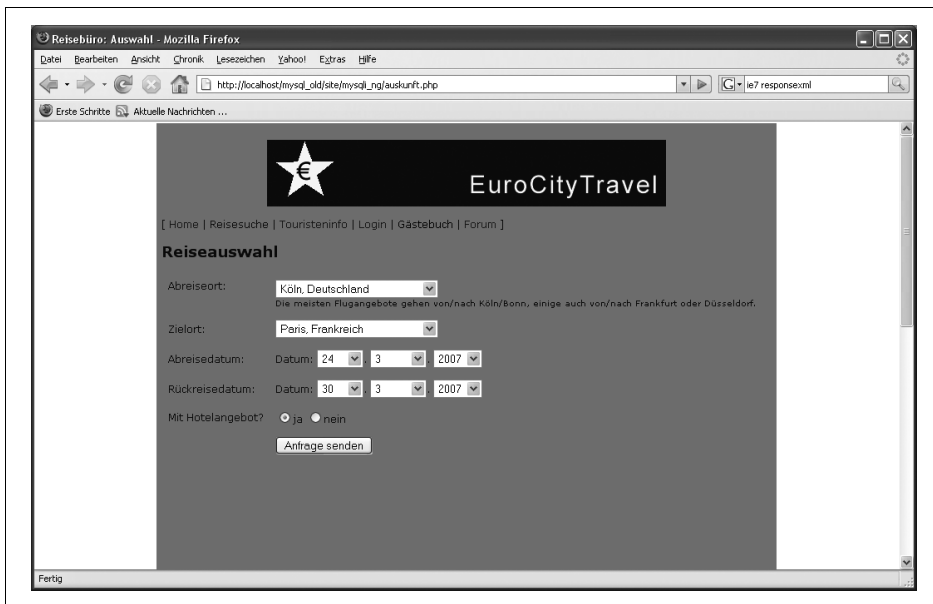 Reisebüro: Auswahl - Mozilla Firefox
Datei Bearbeiten Ansicht Chronik Lesezeichen Yahoo! Extras Hilfe
http://localhost/mysql_old/site/mysqli_ng/auskunft.php
G ie7 responsexml
Erste Schritte Aktuelle Nachrichten ...
€
EuroCityTravel
[ Home | Reisesuche | Touristeninfo | Login | Gästebuch | Forum ]
Reiseauswahl
Abreiseort: Köln, Deutschland
Die meisten Flugangebote gehen von/nach Köln/Bonn, einige auch von/nach Frankfurt oder Düsseldorf.
Zielort: Paris, Frankreich
Abreisedatum: Datum: 24 . 3 . 2007
Rückreisedatum: Datum: 30 . 3 . 2007
Mit Hotelangebot? ja nein
Anfrage senden
Fertig